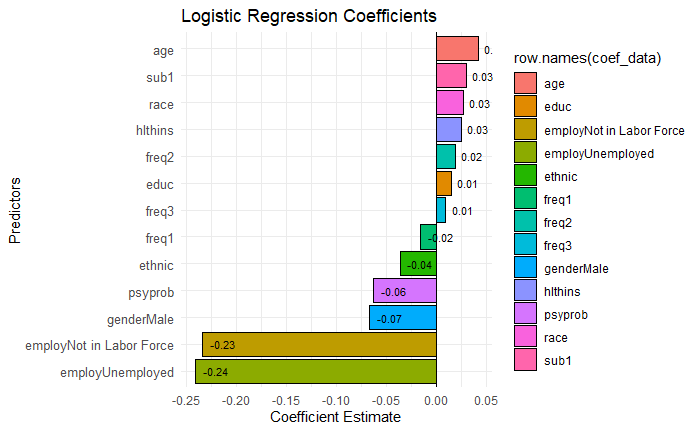 Logistic Regression Coefficients
Predictors
age
0.
sub1
0.03
race
0.03
hlthins
0.03
freq2
0.02
educ
0.01
freq3
0.01
freq1
-0.02
ethnic
-0.04
psyprob
-0.06
genderMale
-0.07
employNot in Labor Force
-0.23
employUnemployed
-0.24
-0.25 -0.20 -0.15 -0.10 -0.05 0.00 0.05
Coefficient Estimate
row.names(coef_data)
age
educ
employNot in Labor Force
employUnemployed
ethnic
freq1
freq2
freq3
genderMale
hlthins
psyprob
race
sub1